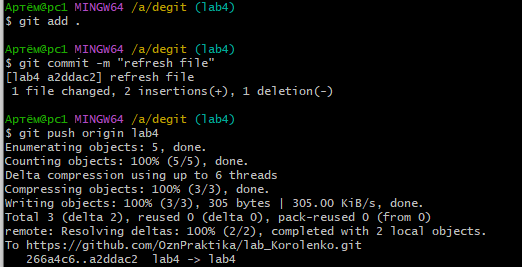 Артём@pc1 MINGW64 /a/degit (lab4)
$ git add .
Артём@pc1 MINGW64 /a/degit (lab4)
$ git commit -m "refresh file"
[lab4 a2ddac2] refresh file
 1 file changed, 2 insertions(+), 1 deletion(-)
Артём@pc1 MINGW64 /a/degit (lab4)
$ git push origin lab4
Enumerating objects: 5, done.
Counting objects: 100% (5/5), done.
Delta compression using up to 6 threads
Compressing objects: 100% (3/3), done.
Writing objects: 100% (3/3), 305 bytes | 305.00 KiB/s, done.
Total 3 (delta 2), reused 0 (delta 0), pack-reused 0 (from 0)
remote: Resolving deltas: 100% (2/2), completed with 2 local objects.
To https://github.com/OznPraktika/lab_Korolenko.git
   266a4c6..a2ddac2  lab4 -> lab4